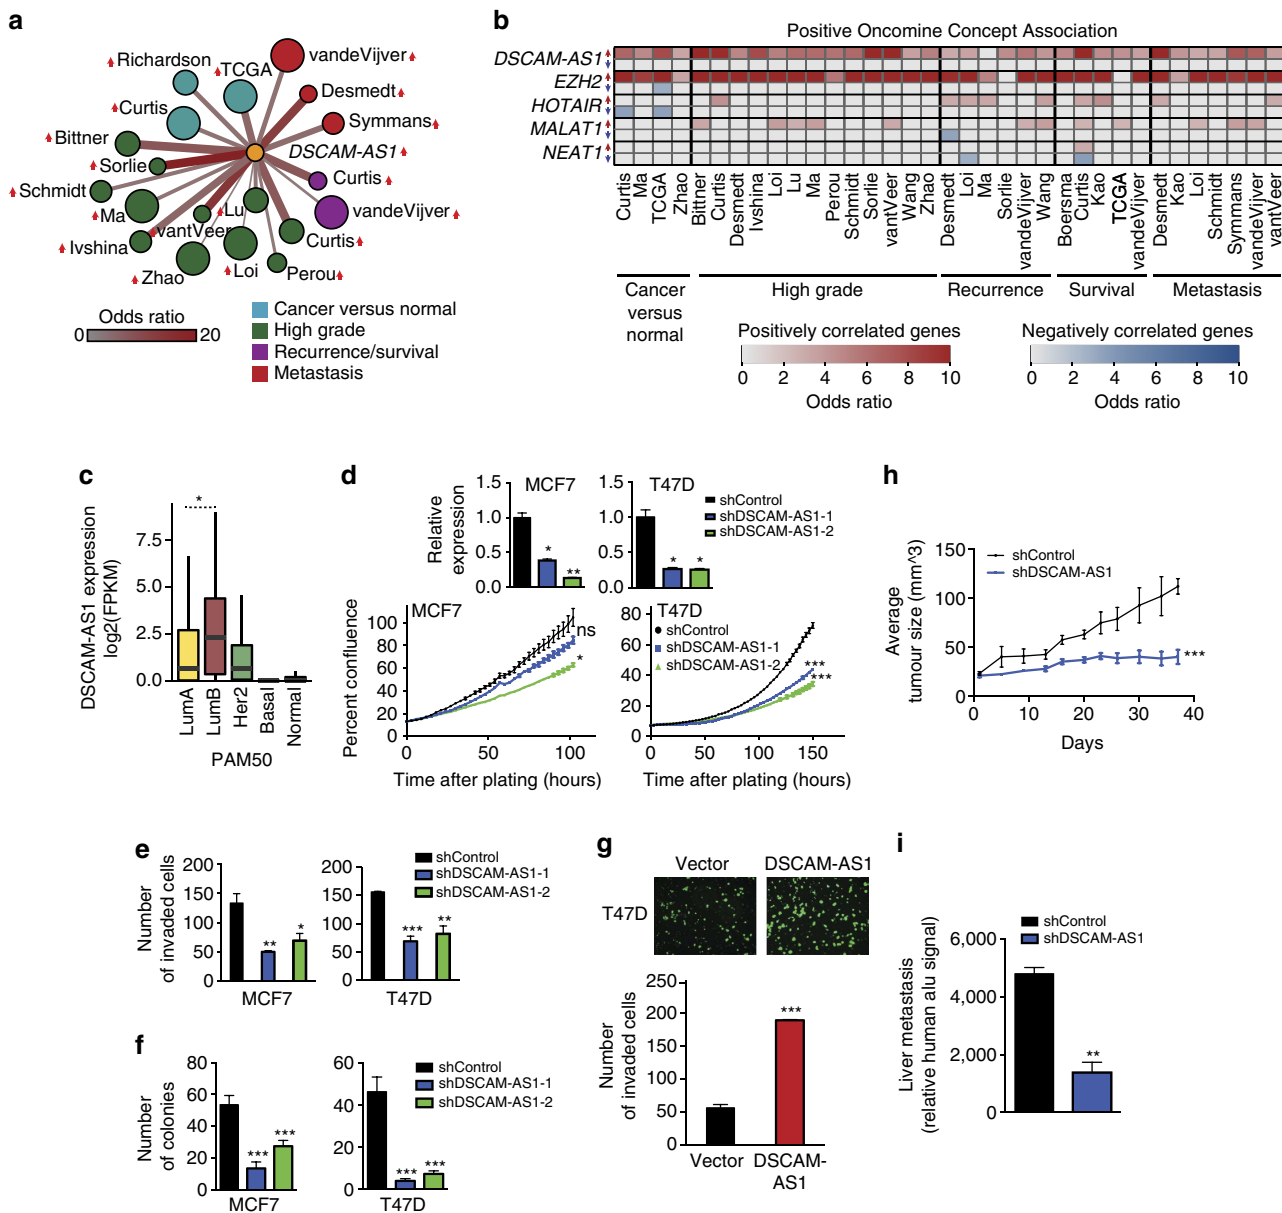 a
vandeVijver
Richardson
TCGA
Desmedt
Curtis
Symmans
Bittner
DSCAM-AS1
Sorlie
Curtis
Schmidt
Lu
vandeVijver
Ma
vantVeer
Ivshina
Curtis
Zhao
Loi
Perou
Odds ratio
0 20
Cancer versus normal
High grade
Recurrence/survival
Metastasis
b
Positive Oncomine Concept Association
DSCAM-AS1
EZH2
HOTAIR
MALAT1
NEAT1
Curtis
Ma
TCGA
Zhao
Bittner
Curtis
Desmedt
Ivshina
Loi
Lu
Ma
Perou
Schmidt
Sorlie
vantVeer
Wang
Zhao
Desmedt
Loi
Ma
Sorlie
vandeVijver
Wang
Boersma
Curtis
Kao
TCGA
vandeVijver
Desmedt
Kao
Loi
Schmidt
Symmans
vandeVijver
vantVeer
Cancer
versus
normal
High grade
Recurrence
Survival
Metastasis
Positively correlated genes
0 2 4 6 8 10
Odds ratio
Negatively correlated genes
0 2 4 6 8 10
Odds ratio
c
DSCAM-AS1 expression
log2(FPKM)
7.5
5.0
2.5
0.0
*
LumA
LumB
Her2
Basal
Normal
PAM50
d
Relative
expression
1.5
1.0
0.5
0.0
MCF7
*
**
1.5
1.0
0.5
0.0
T47D
*
*
shControl
shDSCAM-AS1-1
shDSCAM-AS1-2
Percent confluence
100
80
60
40
20
0
MCF7
ns
*
0 50 100
Time after plating (hours)
80
60
40
20
0
T47D
shControl
shDSCAM-AS1-1
shDSCAM-AS1-2
***
***
0 50 100 150
Time after plating (hours)
h
Average
tumour size (mm^3)
150
100
50
0
shControl
shDSCAM-AS1
***
0 10 20 30 40
Days
e
Number
of invaded cells
200
150
100
50
0
**
*
MCF7
200
150
100
50
0
***
**
T47D
shControl
shDSCAM-AS1-1
shDSCAM-AS1-2
f
Number
of colonies
80
60
40
20
0
***
***
MCF7
60
40
20
0
***
***
T47D
shControl
shDSCAM-AS1-1
shDSCAM-AS1-2
g
Vector DSCAM-AS1
T47D
Number
of invaded cells
250
200
150
100
50
0
***
Vector
DSCAM-
AS1
i
shControl
shDSCAM-AS1
Liver metastasis
(relative human alu signal)
6,000
4,000
2,000
0
**